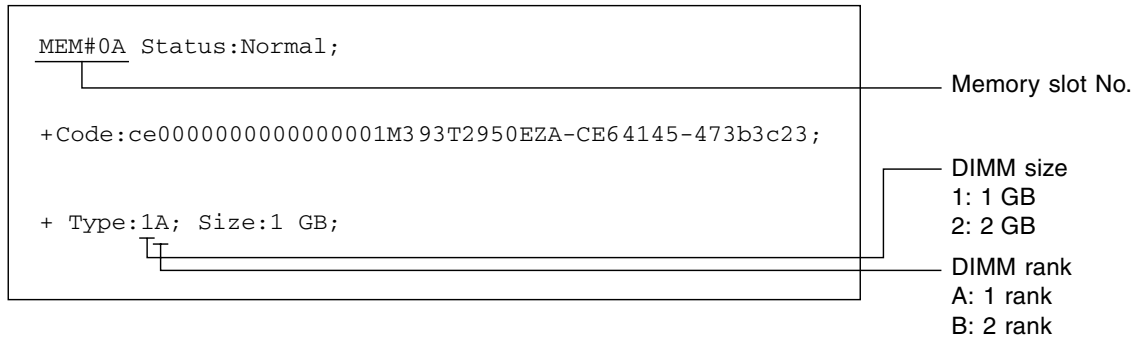 MEM#0A Status:Normal;
Memory slot No.
+Code:ce0000000000000001M393T2950EZA-CE64145-473b3c23;
DIMM size
1: 1 GB
2: 2 GB
+ Type:1A; Size:1 GB;
DIMM rank
A: 1 rank
B: 2 rank